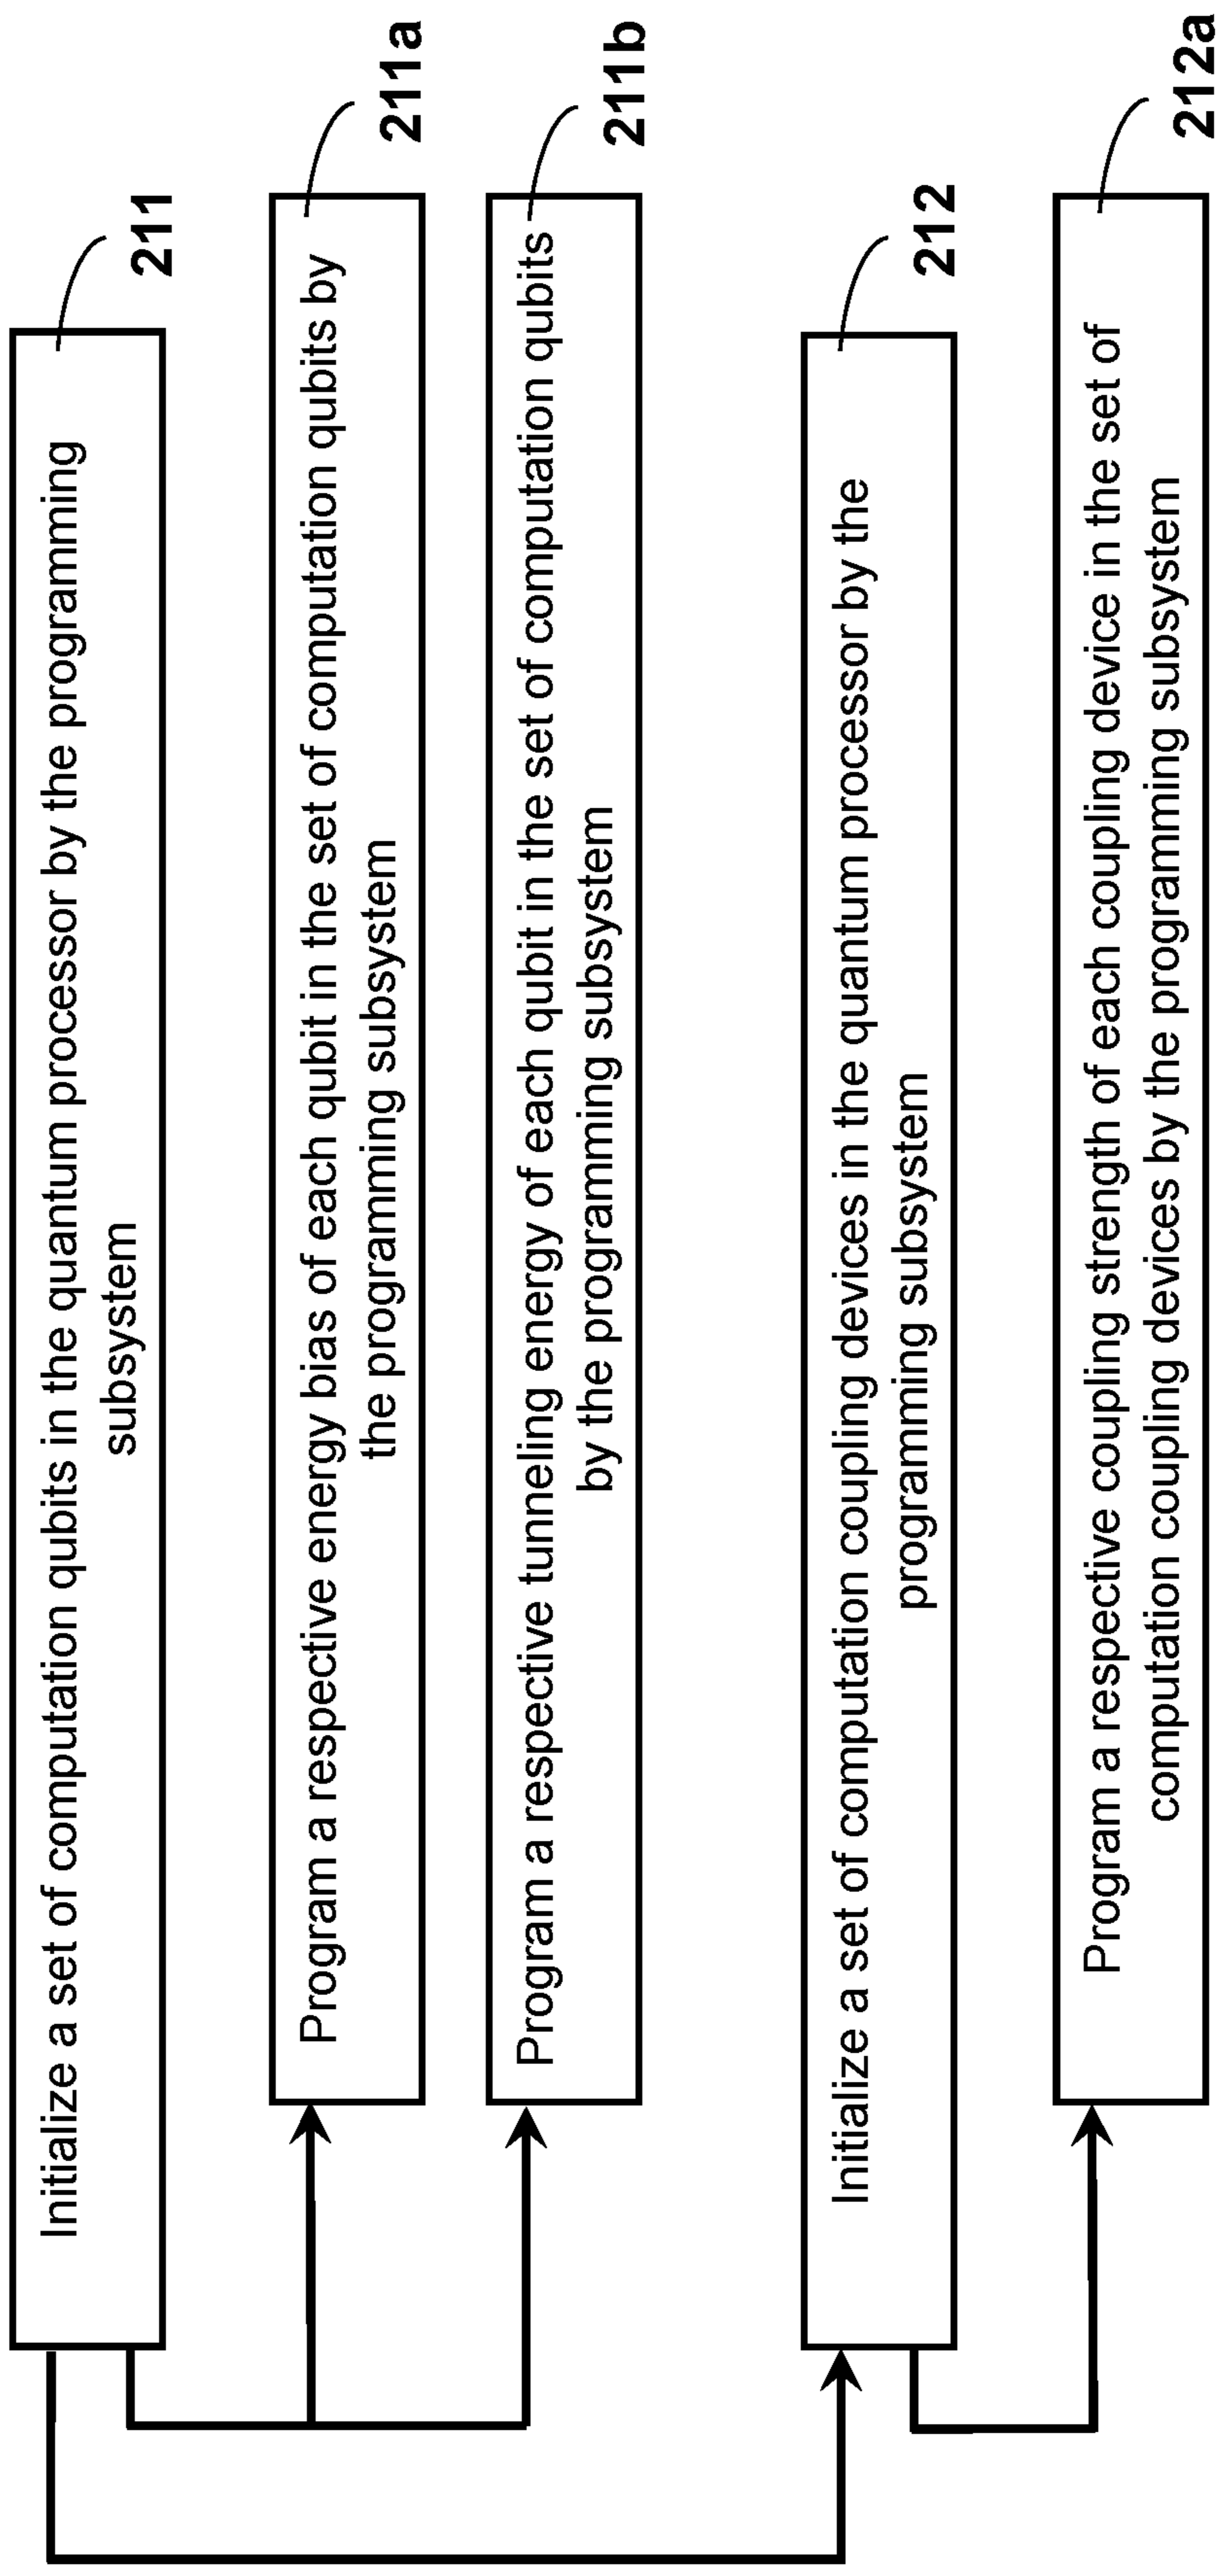 Initialize a set of computation qubits in the quantum processor by the programming
subsystem
211
Program a respective energy bias of each qubit in the set of computation qubits by
the programming subsystem
211a
Program a respective tunneling energy of each qubit in the set of computation qubits
by the programming subsystem
211b
Initialize a set of computation coupling devices in the quantum processor by the
programming subsystem
212
Program a respective coupling strength of each coupling device in the set of
computation coupling devices by the programming subsystem
212a